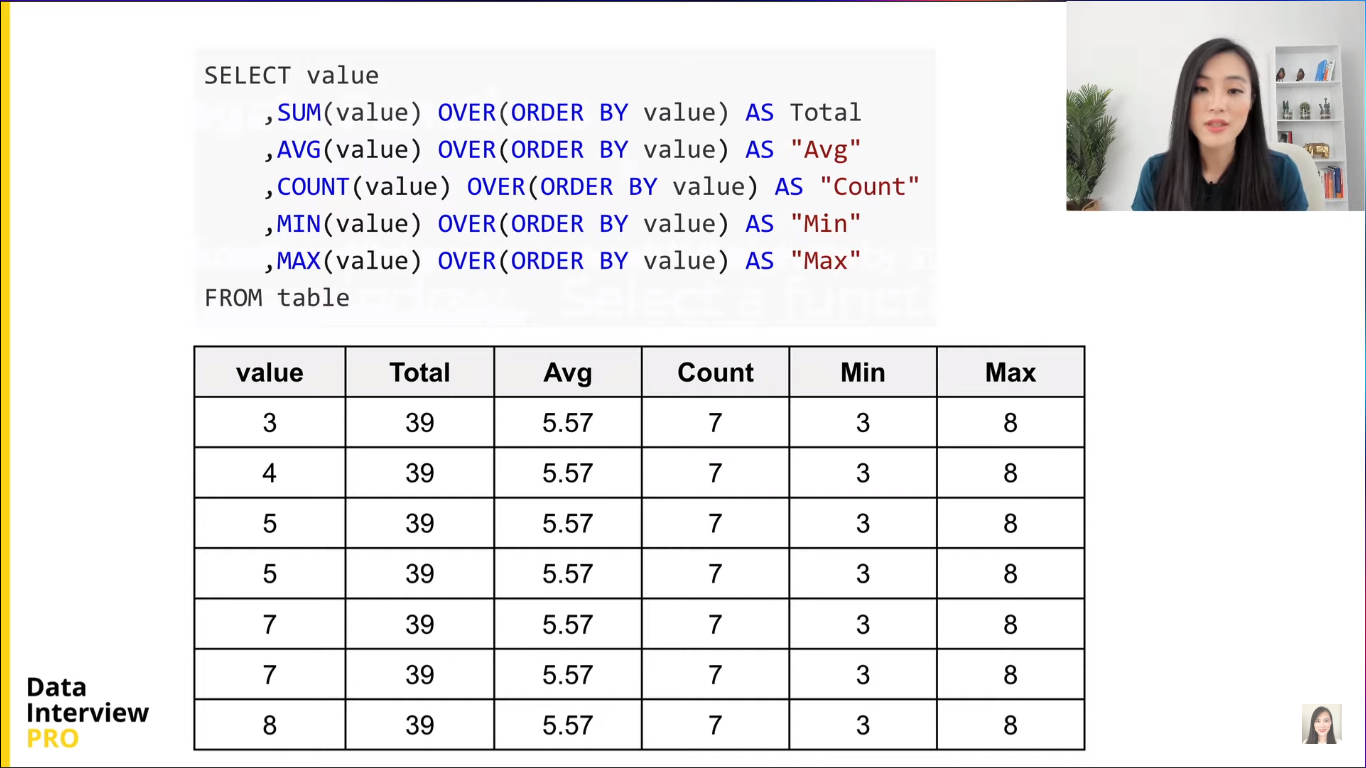 SELECT value
,SUM(value) OVER(ORDER BY value) AS Total
,AVG(value) OVER(ORDER BY value) AS "Avg"
,COUNT(value) OVER(ORDER BY value) AS "Count"
,MIN(value) OVER(ORDER BY value) AS "Min"
,MAX(value) OVER(ORDER BY value) AS "Max"
FROM table
value Total Avg Count Min Max
3 39 5.57 7 3 8
4 39 5.57 7 3 8
5 39 5.57 7 3 8
5 39 5.57 7 3 8
7 39 5.57 7 3 8
7 39 5.57 7 3 8
8 39 5.57 7 3 8
Data
Interview
PRO